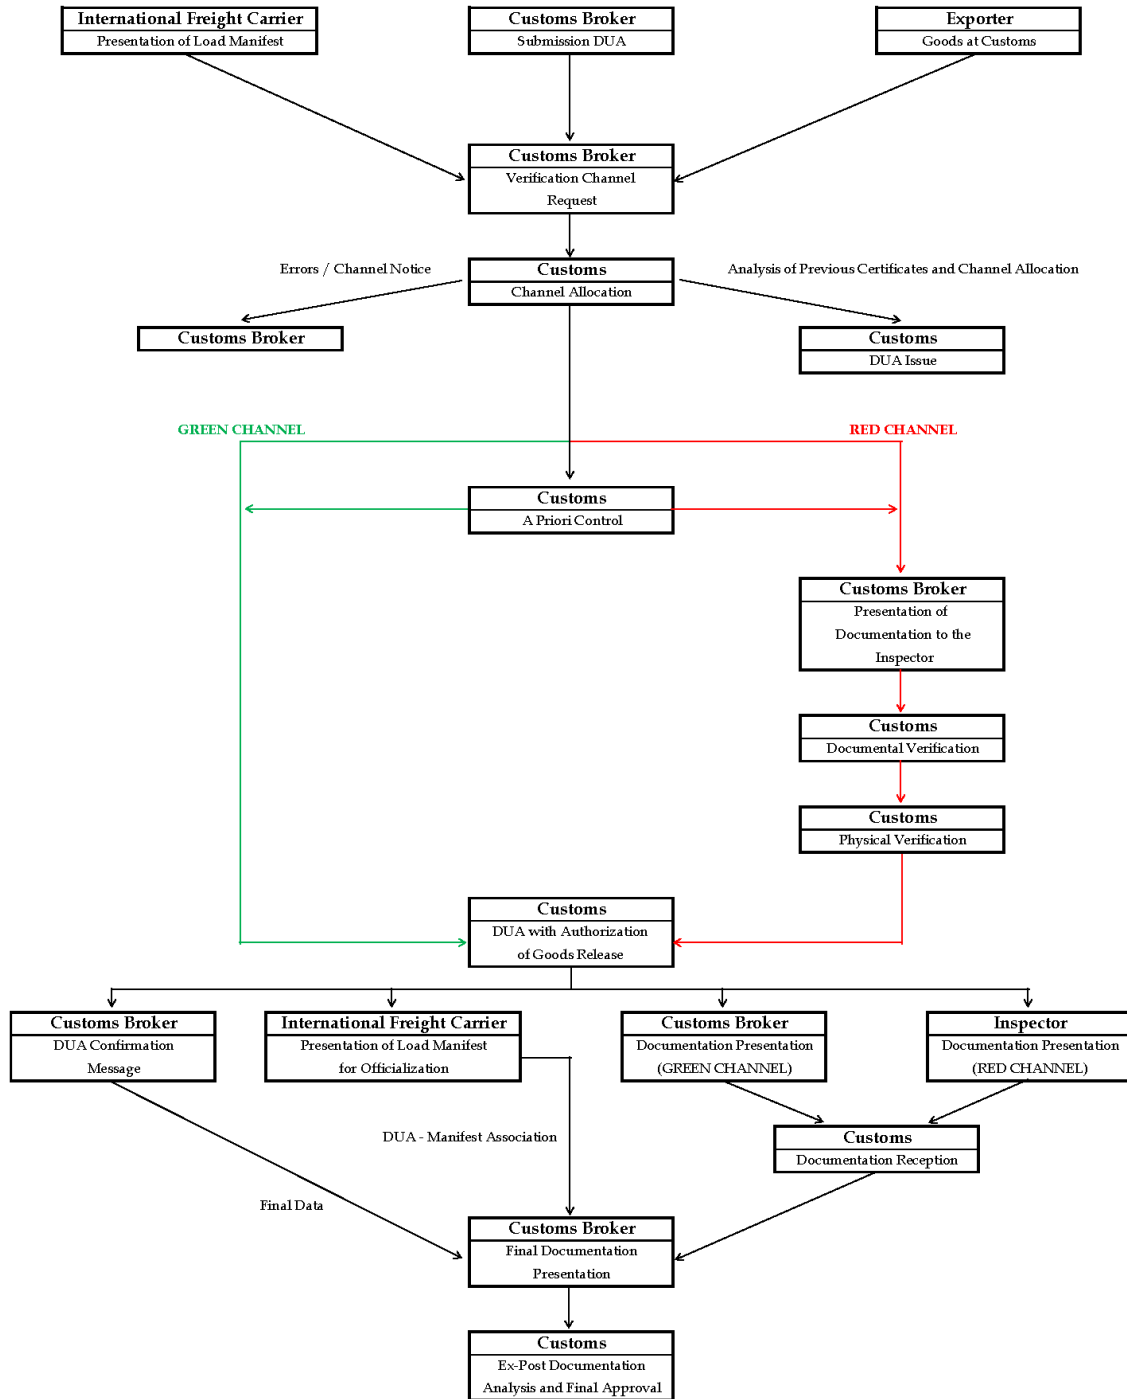 International Freight Carrier
Presentation of Load Manifest
Customs Broker
Submission DUA
Exporter
Goods at Customs
Customs Broker
Verification Channel
Request
Errors / Channel Notice
Customs
Channel Allocation
Analysis of Previous Certificates and Channel Allocation
Customs Broker
Customs
DUA Issue
GREEN CHANNEL
RED CHANNEL
Customs
A Priori Control
Customs Broker
Presentation of
Documentation to the
Inspector
Customs
Documental Verification
Customs
Physical Verification
Customs
DUA with Authorization
of Goods Release
Customs Broker
DUA Confirmation
Message
International Freight Carrier
Presentation of Load Manifest
for Officialization
Customs Broker
Documentation Presentation
(GREEN CHANNEL)
Inspector
Documentation Presentation
(RED CHANNEL)
DUA - Manifest Association
Customs
Documentation Reception
Final Data
Customs Broker
Final Documentation
Presentation
Customs
Ex-Post Documentation
Analysis and Final Approval